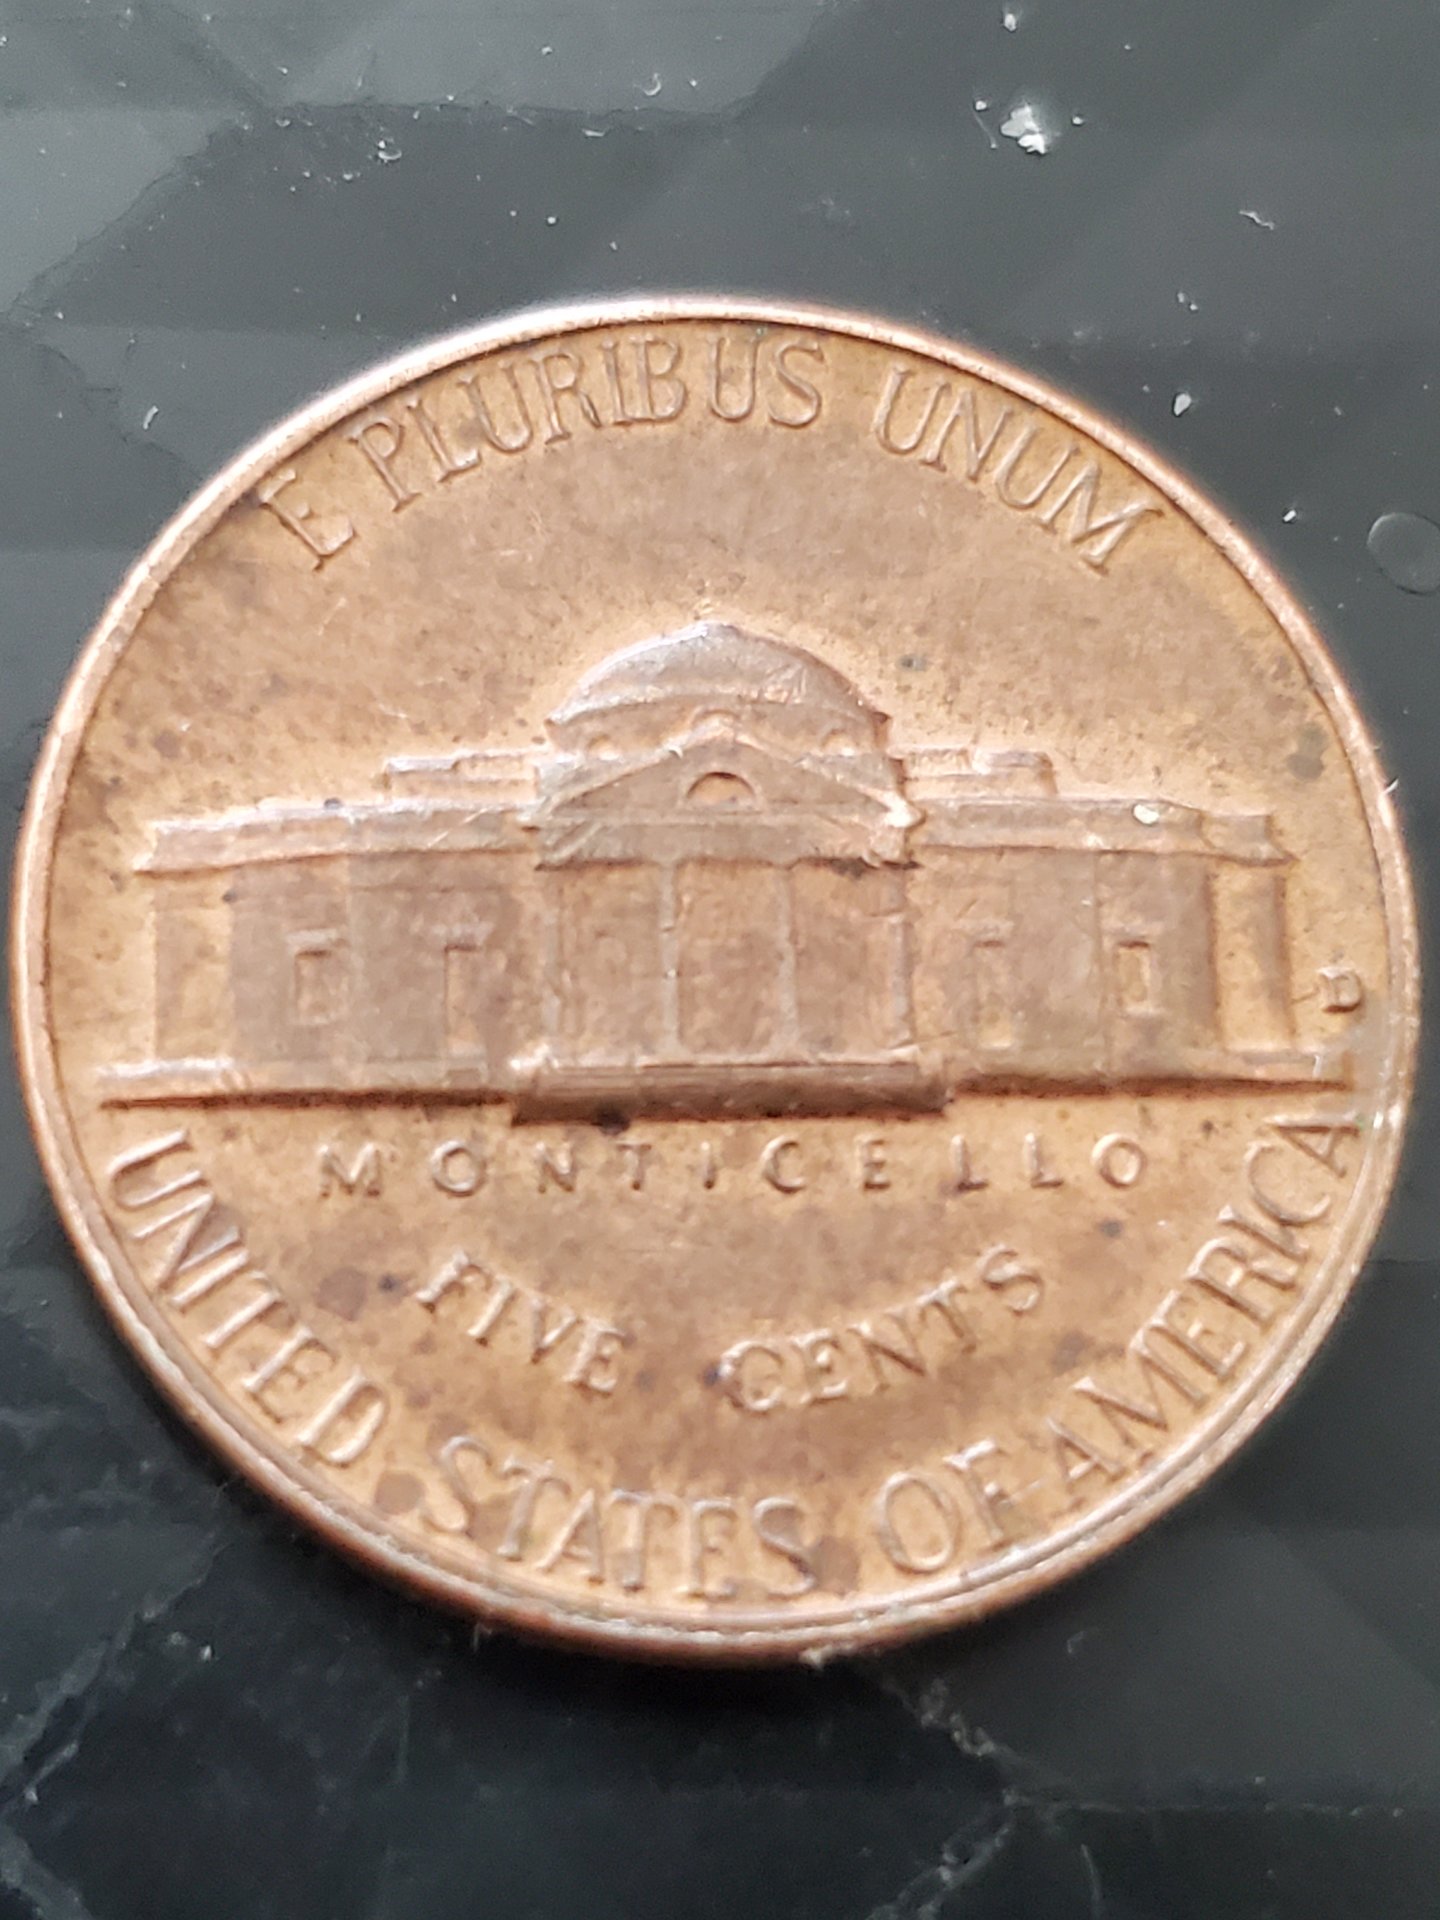 E PLURIBUS UNUM
D
MONTICELLO
FIVE CENTS
UNITED STATES OF AMERICA